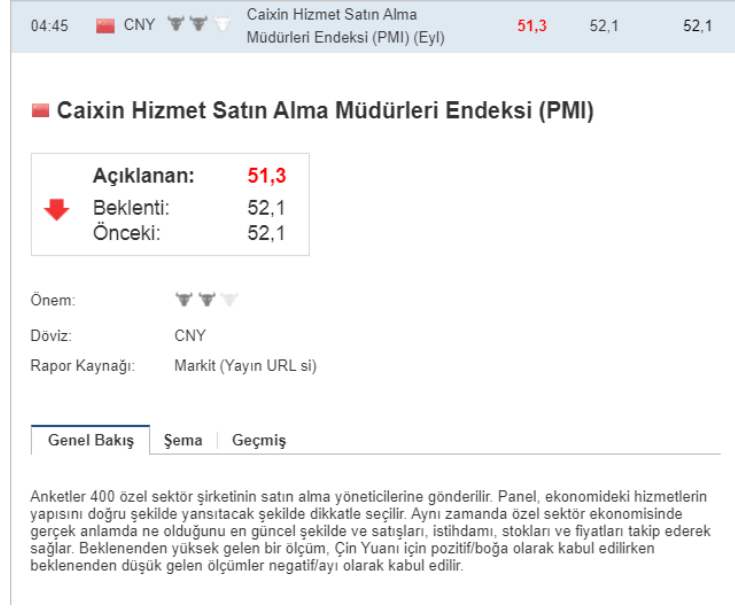 04:45 CNY Caixin Hizmet Satın Alma Müdürleri Endeksi (PMI) (Eyl) 51,3 52,1 52,1
Caixin Hizmet Satın Alma Müdürleri Endeksi (PMI)
Açıklanan: 51,3
Beklenti: 52,1
Önceki: 52,1
Önem:
Döviz: CNY
Rapor Kaynağı: Markit (Yayın URL si)
Genel Bakış Şema Geçmiş
Anketler 400 özel sektör şirketinin satın alma yöneticilerine gönderilir. Panel, ekonomideki hizmetlerin
yapısını doğru şekilde yansıtacak şekilde dikkatle seçilir. Aynı zamanda özel sektör ekonomisinde
gerçek anlamda ne olduğunu en güncel şekilde ve satışları, istihdamı, stokları ve fiyatları takip ederek
sağlar. Beklenenden yüksek gelen bir ölçüm, Çin Yuanı için pozitif/boğa olarak kabul edilirken
beklenenden düşük gelen ölçümler negatif/ayı olarak kabul edilir.